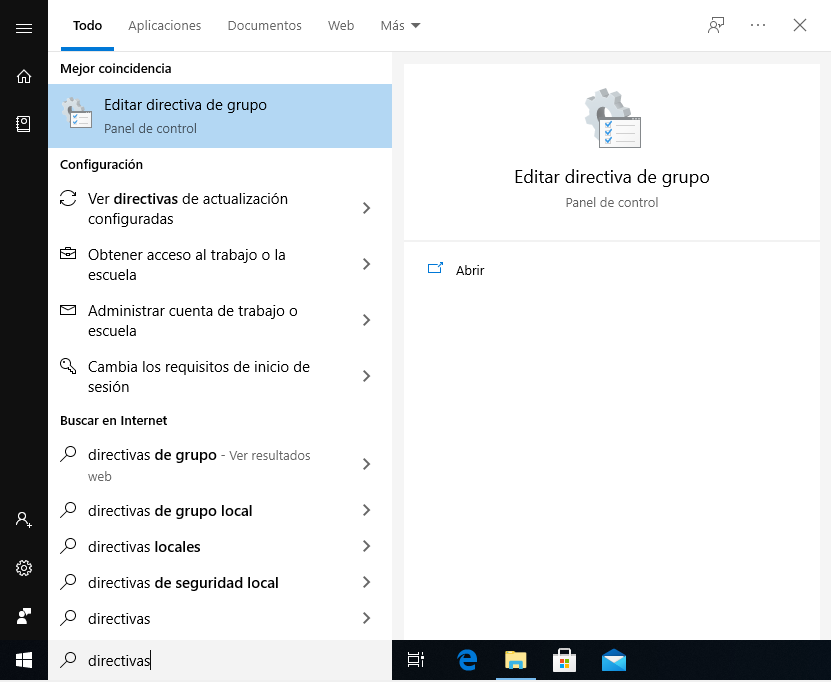 Todo Aplicaciones Documentos Web Más
Mejor coincidencia
Editar directiva de grupo
Panel de control
Configuración
Ver directivas de actualización
configuradas
Obtener acceso al trabajo o la
escuela
Administrar cuenta de trabajo o
escuela
Cambia los requisitos de inicio de
sesión
Buscar en Internet
directivas de grupo - Ver resultados
web
directivas de grupo local
directivas locales
directivas de seguridad local
directivas
directivas
Editar directiva de grupo
Panel de control
Abrir